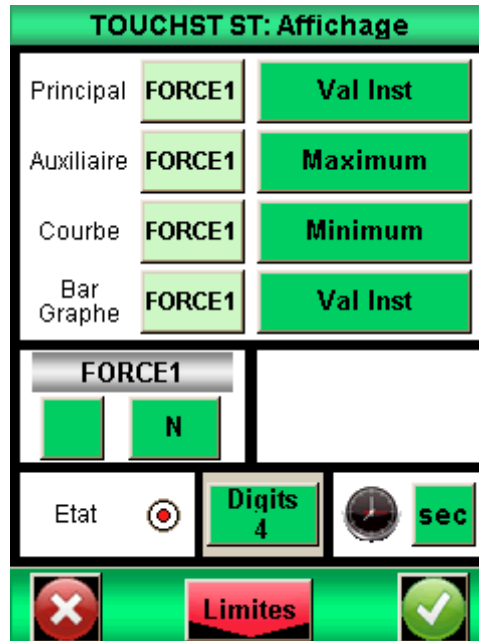 TOUCHST ST: Affichage
Principal FORCE1 Val Inst
Auxiliaire FORCE1 Maximum
Courbe FORCE1 Minimum
Bar
Graphe FORCE1 Val Inst
FORCE1
N
Etat Digits
4 sec
Limites